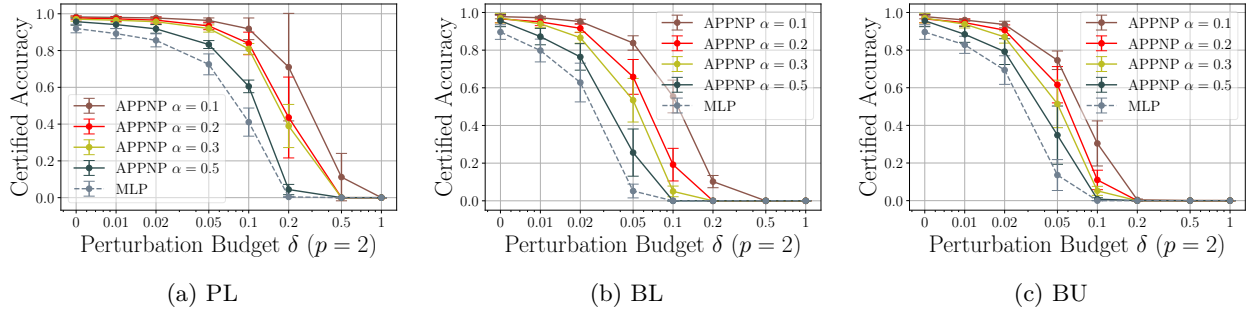 Certified Accuracy
1.0
0.8
0.6
0.4
0.2
0.0
APPNP α = 0.1
APPNP α = 0.2
APPNP α = 0.3
APPNP α = 0.5
MLP
0 0.01 0.02 0.05 0.1 0.2 0.5 1
Perturbation Budget δ (p = 2)
(a) PL
Certified Accuracy
1.0
0.8
0.6
0.4
0.2
0.0
APPNP α = 0.1
APPNP α = 0.2
APPNP α = 0.3
APPNP α = 0.5
MLP
0 0.01 0.02 0.05 0.1 0.2 0.5 1
Perturbation Budget δ (p = 2)
(b) BL
Certified Accuracy
1.0
0.8
0.6
0.4
0.2
0.0
APPNP α = 0.1
APPNP α = 0.2
APPNP α = 0.3
APPNP α = 0.5
MLP
0 0.01 0.02 0.05 0.1 0.2 0.5 1
Perturbation Budget δ (p = 2)
(c) BU